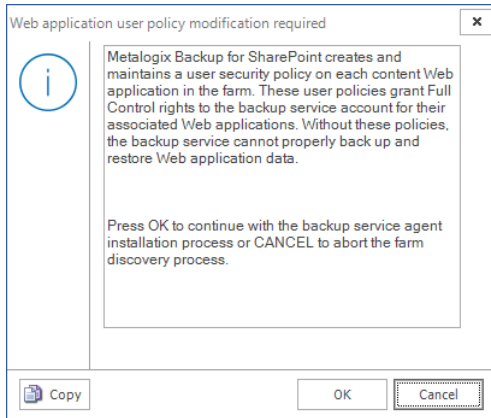 Web application user policy modification required
Metalogix Backup for SharePoint creates and
maintains a user security policy on each content Web
application in the farm. These user policies grant Full
Control rights to the backup service account for their
associated Web applications. Without these policies,
the backup service cannot properly back up and
restore Web application data.
Press OK to continue with the backup service agent
installation process or CANCEL to abort the farm
discovery process.
Copy
OK
Cancel